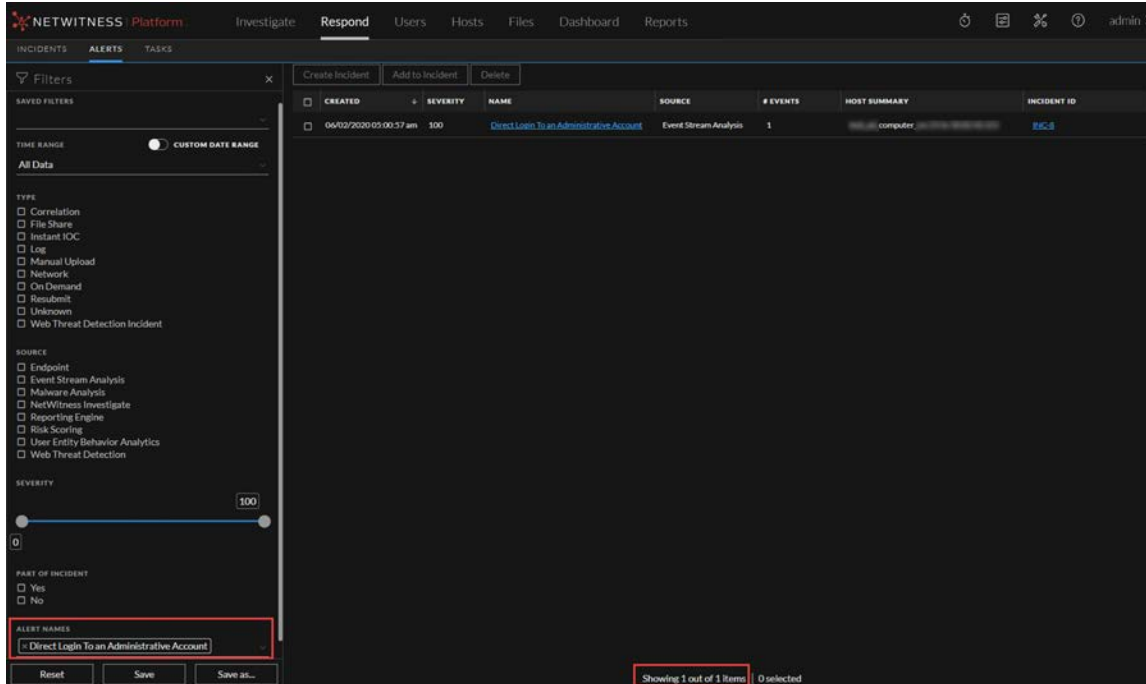 NETWITNESS Platform Investigate Respond Users Hosts Files Dashboard Reports admin
INCIDENTS ALERTS TASKS
Filters ×
SAVED FILTERS
TIME RANGE CUSTOM DATE RANGE
All Data
TYPE
Correlation
File Share
Instant IOC
Log
Manual Upload
Network
On Demand
Resubmit
Unknown
Web Threat Detection Incident
SOURCE
Endpoint
Event Stream Analysis
Malware Analysis
NetWitness Investigate
Reporting Engine
Risk Scoring
User Entity Behavior Analytics
Web Threat Detection
SEVERITY
100
0
PART OF INCIDENT
Yes
No
ALERT NAMES
× Direct Login To an Administrative Account
Reset Save Save as...
Create Incident Add to Incident Delete
CREATED SEVERITY NAME SOURCE # EVENTS HOST SUMMARY INCIDENT ID
06/02/2020 05:00:57 am 100 Direct Login To an Administrative Account Event Stream Analysis 1 computer INC-8
Showing 1 out of 1 items | 0 selected